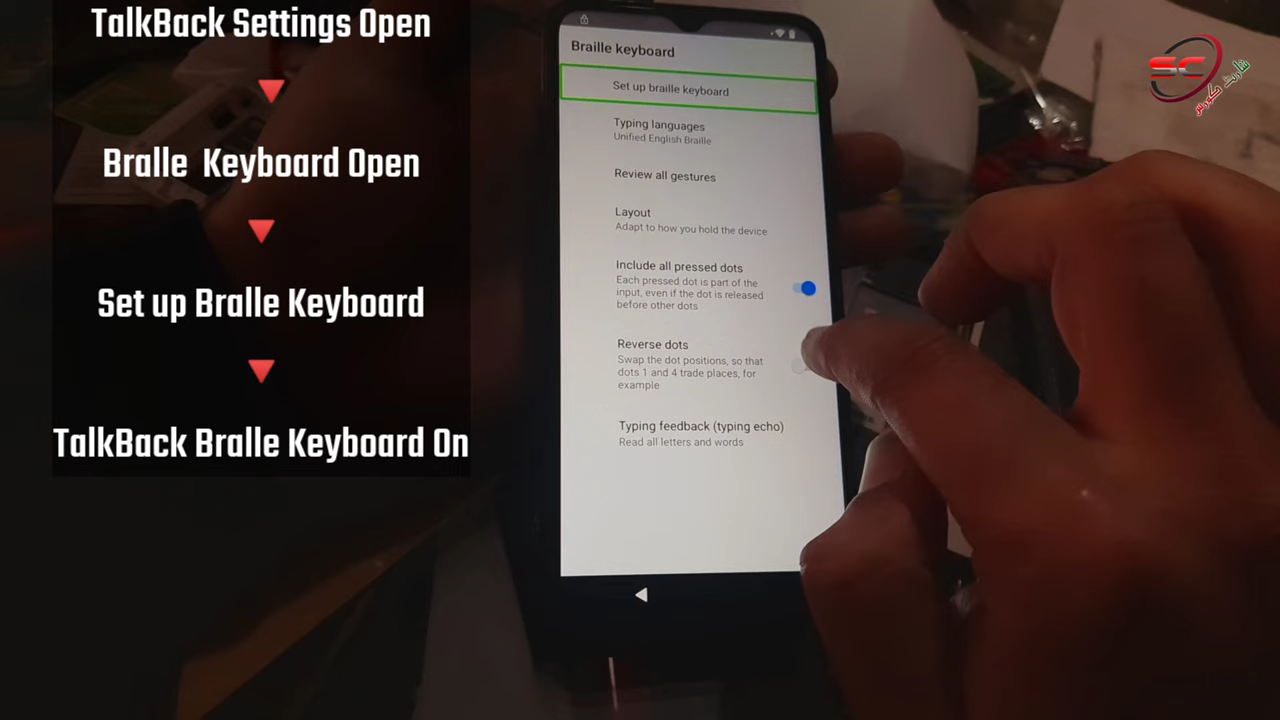 TalkBack Settings Open
Bralle Keyboard Open
Set up Bralle Keyboard
TalkBack Bralle Keyboard On
Braille keyboard
Set up braille keyboard
Typing languages
Unified English Braille
Review all gestures
Layout
Adapt to how you hold the device
Include all pressed dots
Each pressed dot is part of the
input, even if the dot is released
before other dots
Reverse dots
Swap the dot positions, so that
dots 1 and 4 trade places, for
example
Typing feedback (typing echo)
Read all letters and words
SC
شارٹ کورس